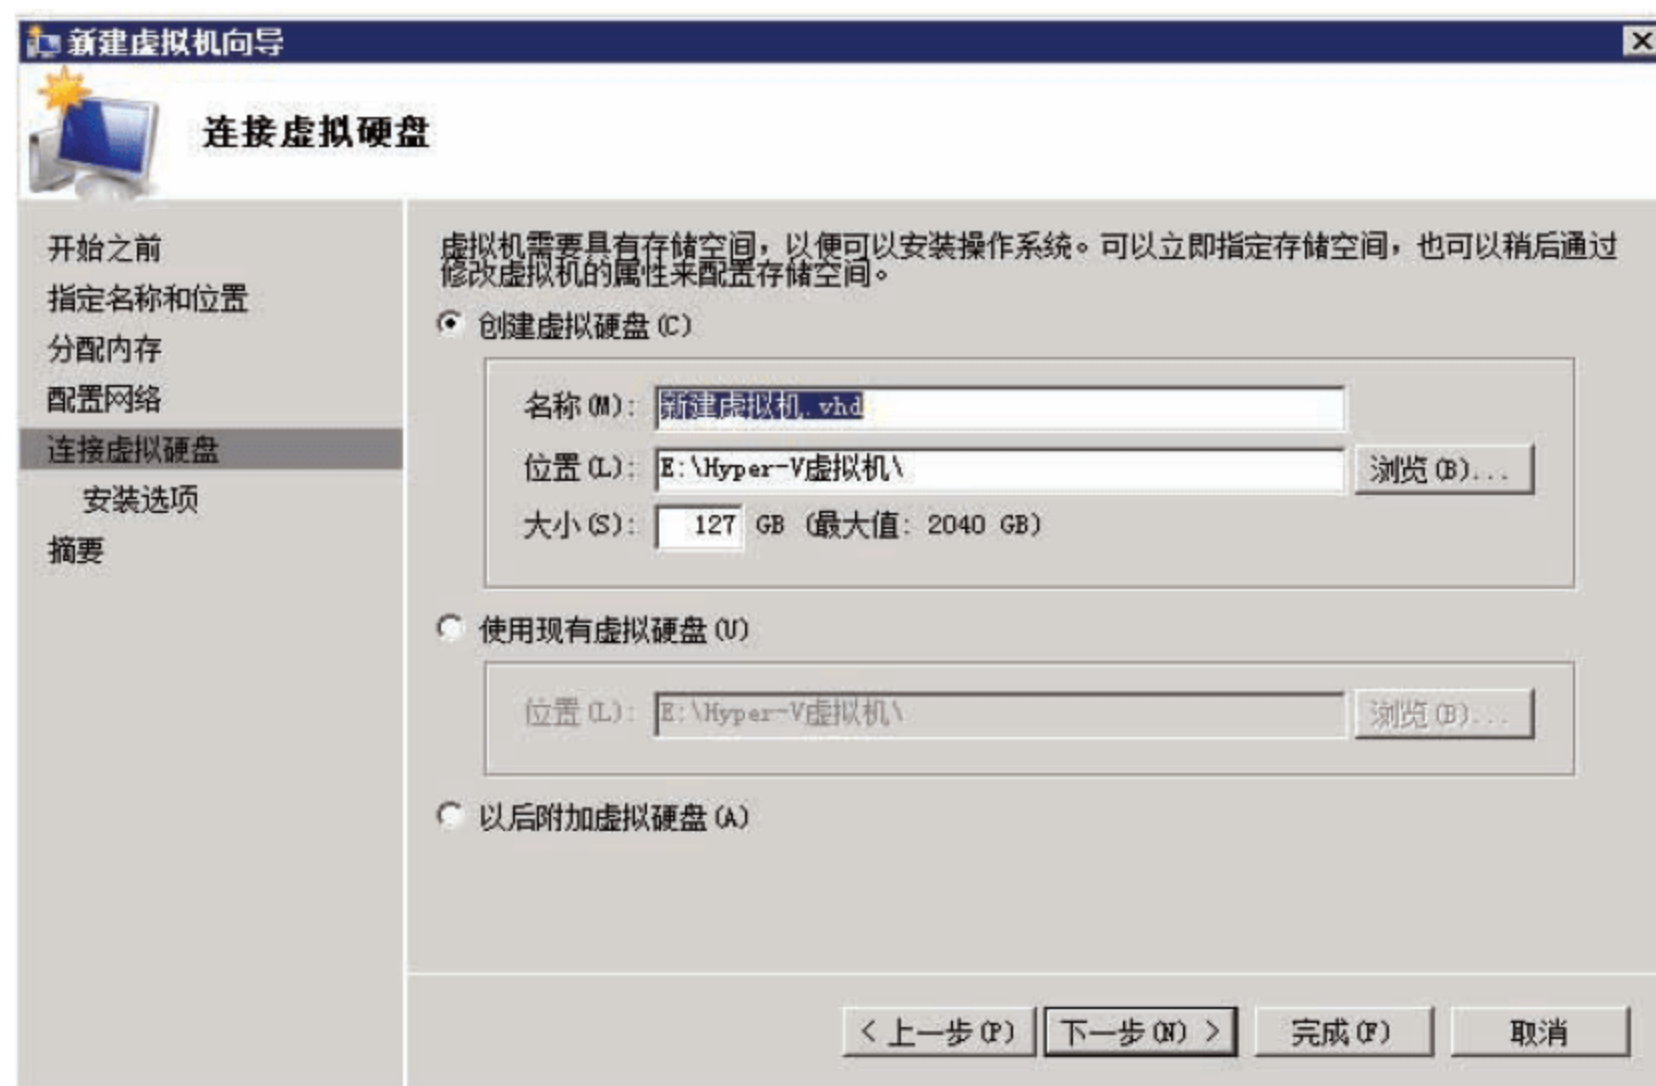 新建虚拟机向导
连接虚拟硬盘
开始之前
指定名称和位置
分配内存
配置网络
连接虚拟硬盘
安装选项
摘要
虚拟机需要具有存储空间，以便可以安装操作系统。可以立即指定存储空间，也可以稍后通过
修改虚拟机的属性来配置存储空间。
创建虚拟硬盘(C)
名称(M): 新建虚拟机.vhd
位置(L): E:\Hyper-V虚拟机\ 浏览(B)...
大小(S): 127 GB (最大值: 2040 GB)
使用现有虚拟硬盘(U)
位置(L): E:\Hyper-V虚拟机\ 浏览(B)...
以后附加虚拟硬盘(A)
< 上一步(P) 下一步(N) > 完成(F) 取消